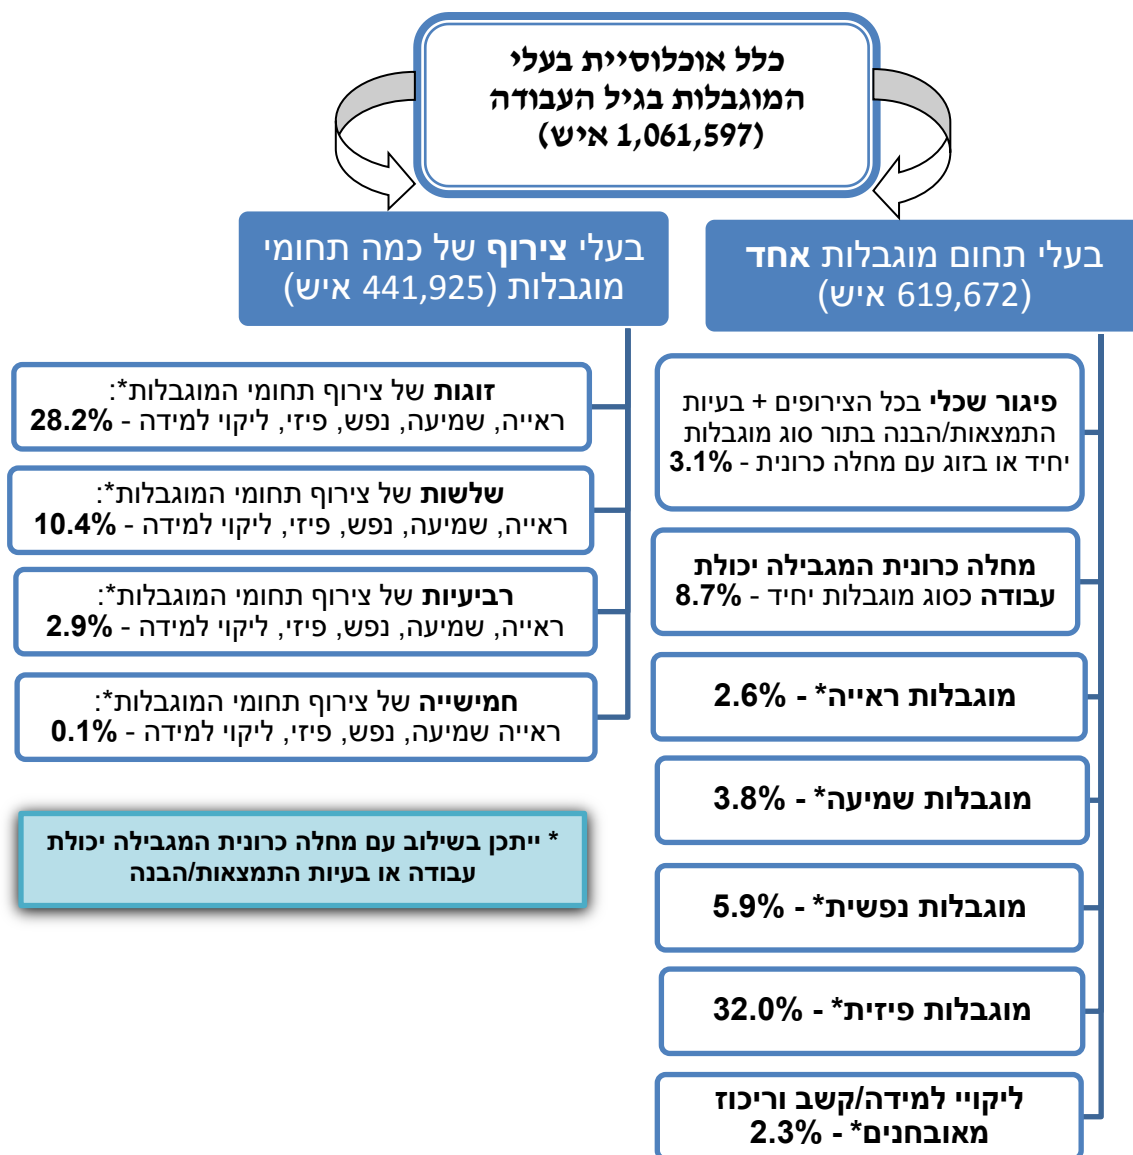 כלל אוכלוסיית בעלי
המוגבלות בגיל העבודה
(1,061,597 איש)
בעלי תחום מוגבלות אחד
(619,672 איש)
פיגור שכלי בכל הצירופים + בעיות
התמצאות/הבנה בתור סוג מוגבלות
יחיד או בזוג עם מחלה כרונית - 3.1%
מחלה כרונית המגבילה יכולת
עבודה כסוג מוגבלות יחיד - 8.7%
מוגבלות ראייה* - 2.6%
מוגבלות שמיעה* - 3.8%
מוגבלות נפשית* - 5.9%
מוגבלות פיזית* - 32.0%
ליקויי למידה/קשב וריכוז
מאובחנים* - 2.3%
בעלי צירוף של כמה תחומי
מוגבלות (441,925 איש)
זוגות של צירוף תחומי המוגבלות*:
ראייה, שמיעה, נפש, פיזי, ליקוי למידה - 28.2%
שלשות של צירוף תחומי המוגבלות*:
ראייה, שמיעה, נפש, פיזי, ליקוי למידה - 10.4%
רביעיות של צירוף תחומי המוגבלות*:
ראייה, שמיעה, נפש, פיזי, ליקוי למידה - 2.9%
חמישייה של צירוף תחומי המוגבלות*:
ראייה שמיעה, נפש, פיזי, ליקוי למידה - 0.1%
* ייתכן בשילוב עם מחלה כרונית המגבילה יכולת
עבודה או בעיות התמצאות/הבנה